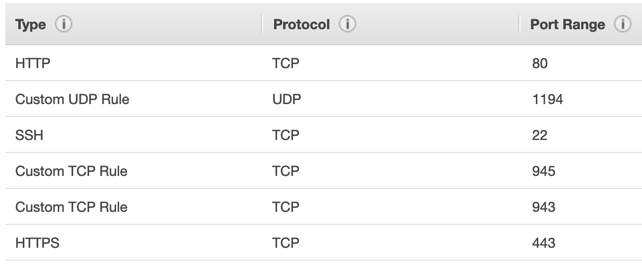 Type Protocol Port Range
HTTP TCP 80
Custom UDP Rule UDP 1194
SSH TCP 22
Custom TCP Rule TCP 945
Custom TCP Rule TCP 943
HTTPS TCP 443